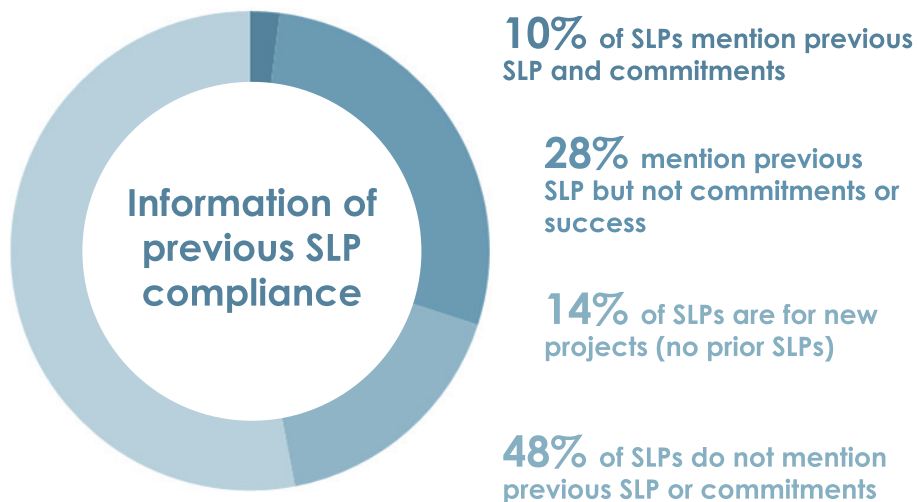 Information of
previous SLP
compliance
10% of SLPs mention previous
SLP and commitments
28% mention previous
SLP but not commitments or
success
14% of SLPs are for new
projects (no prior SLPs)
48% of SLPs do not mention
previous SLP or commitments